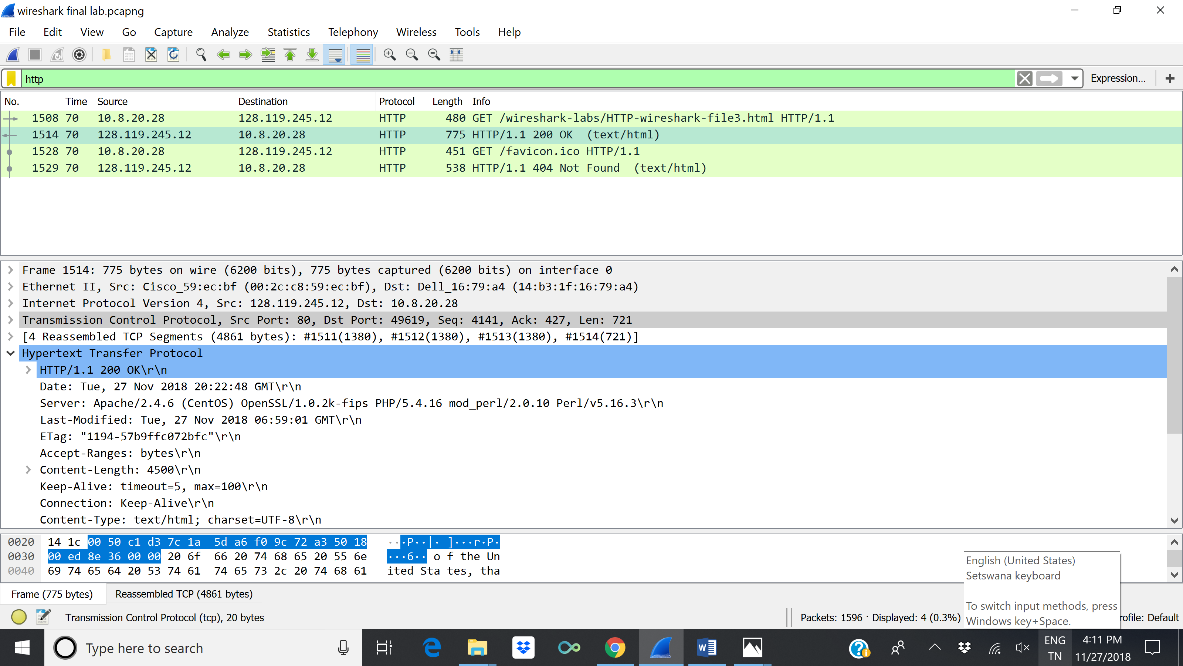 wireshark final lab.pcapng
File Edit View Go Capture Analyze Statistics Telephony Wireless Tools Help
http Expression... +
No. Time Source Destination Protocol Length Info
1508 70 10.8.20.28 128.119.245.12 HTTP 480 GET /wireshark-labs/HTTP-wireshark-file3.html HTTP/1.1
1514 70 128.119.245.12 10.8.20.28 HTTP 775 HTTP/1.1 200 OK (text/html)
1528 70 10.8.20.28 128.119.245.12 HTTP 451 GET /favicon.ico HTTP/1.1
1529 70 128.119.245.12 10.8.20.28 HTTP 538 HTTP/1.1 404 Not Found (text/html)
Frame 1514: 775 bytes on wire (6200 bits), 775 bytes captured (6200 bits) on interface 0
Ethernet II, Src: Cisco_59:ec:bf (00:2c:c8:59:ec:bf), Dst: Dell_16:79:a4 (14:b3:1f:16:79:a4)
Internet Protocol Version 4, Src: 128.119.245.12, Dst: 10.8.20.28
Transmission Control Protocol, Src Port: 80, Dst Port: 49619, Seq: 4141, Ack: 427, Len: 721
[4 Reassembled TCP Segments (4861 bytes): #1511(1380), #1512(1380), #1513(1380), #1514(721)]
Hypertext Transfer Protocol
HTTP/1.1 200 OK\r\n
Date: Tue, 27 Nov 2018 20:22:48 GMT\r\n
Server: Apache/2.4.6 (CentOS) OpenSSL/1.0.2k-fips PHP/5.4.16 mod_perl/2.0.10 Perl/v5.16.3\r\n
Last-Modified: Tue, 27 Nov 2018 06:59:01 GMT\r\n
ETag: "1194-57b9ffc072bfc"\r\n
Accept-Ranges: bytes\r\n
Content-Length: 4500\r\n
Keep-Alive: timeout=5, max=100\r\n
Connection: Keep-Alive\r\n
Content-Type: text/html; charset=UTF-8\r\n
0020 14 1c 00 50 c1 d3 7c 1a 5d a6 f0 9c 72 a3 50 18 ···P··|· ]···r·P·
0030 00 ed 8e 36 00 00 20 6f 66 20 74 68 65 20 55 6e ···6·· o f the Un
0040 69 74 65 64 20 53 74 61 74 65 73 2c 20 74 68 61 ited Sta tes, tha
English (United States)
Setswana keyboard
To switch input methods, press
Windows key+Space.
Frame (775 bytes) Reassembled TCP (4861 bytes)
Transmission Control Protocol (tcp), 20 bytes Packets: 1596 · Displayed: 4 (0.3%) rofile: Default
Type here to search ENG TN 4:11 PM 11/27/2018